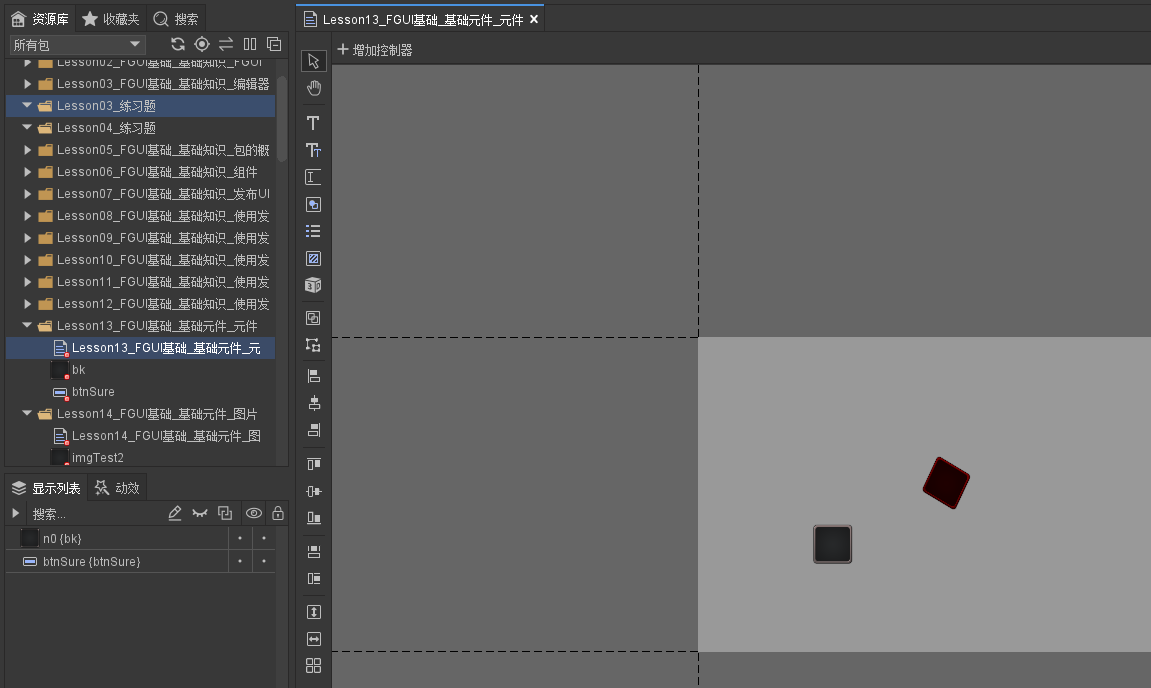 资源库
收藏夹
搜索
Lesson13_FGUI基础_基础元件_元件
所有包
增加控制器
Lesson02_FGUI基础_基础知识_FGUI
Lesson03_FGUI基础_基础知识_编辑器
Lesson03_练习题
Lesson04_练习题
Lesson05_FGUI基础_基础知识_包的概
Lesson06_FGUI基础_基础知识_组件
Lesson07_FGUI基础_基础知识_发布UI
Lesson08_FGUI基础_基础知识_使用发
Lesson09_FGUI基础_基础知识_使用发
Lesson10_FGUI基础_基础知识_使用发
Lesson11_FGUI基础_基础知识_使用发
Lesson12_FGUI基础_基础知识_使用发
Lesson13_FGUI基础_基础元件_元件
Lesson13_FGUI基础_基础元件_元
bk
btnSure
Lesson14_FGUI基础_基础元件_图片
Lesson14_FGUI基础_基础元件_图
imgTest2
显示列表
动效
搜索...
n0 {bk}
btnSure {btnSure}